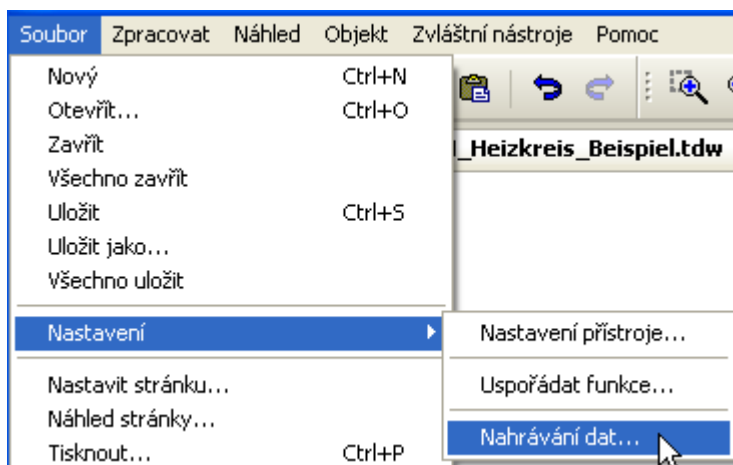 Soubor Zpracovat Náhled Objekt Zvláštní nástroje Pomoc
Nový Ctrl+N
Otevřít... Ctrl+O
Zavřít
_Heizkreis_Beispiel.tdw
Všechno zavřít
Uložit Ctrl+S
Uložit jako...
Všechno uložit
Nastavení
Nastavení přístroje...
Nastavit stránku...
Uspořádat funkce...
Náhled stránky...
Nahrávání dat...
Tisknout... Ctrl+P